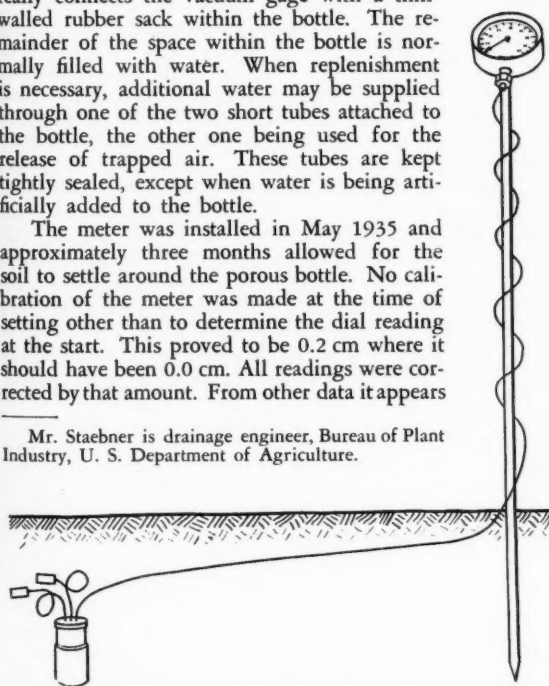 walled rubber sack within the bottle. The re-
mainder of the space within the bottle is nor-
mally filled with water. When replenishment
is necessary, additional water may be supplied
through one of the two short tubes attached to
the bottle, the other one being used for the
release of trapped air. These tubes are kept
tightly sealed, except when water is being arti-
ficially added to the bottle.
The meter was installed in May 1935 and
approximately three months allowed for the
soil to settle around the porous bottle. No cali-
bration of the meter was made at the time of
setting other than to determine the dial reading
at the start. This proved to be 0.2 cm where it
should have been 0.0 cm. All readings were cor-
rected by that amount. From other data it appears
Mr. Staebner is drainage engineer, Bureau of Plant
Industry, U. S. Department of Agriculture.